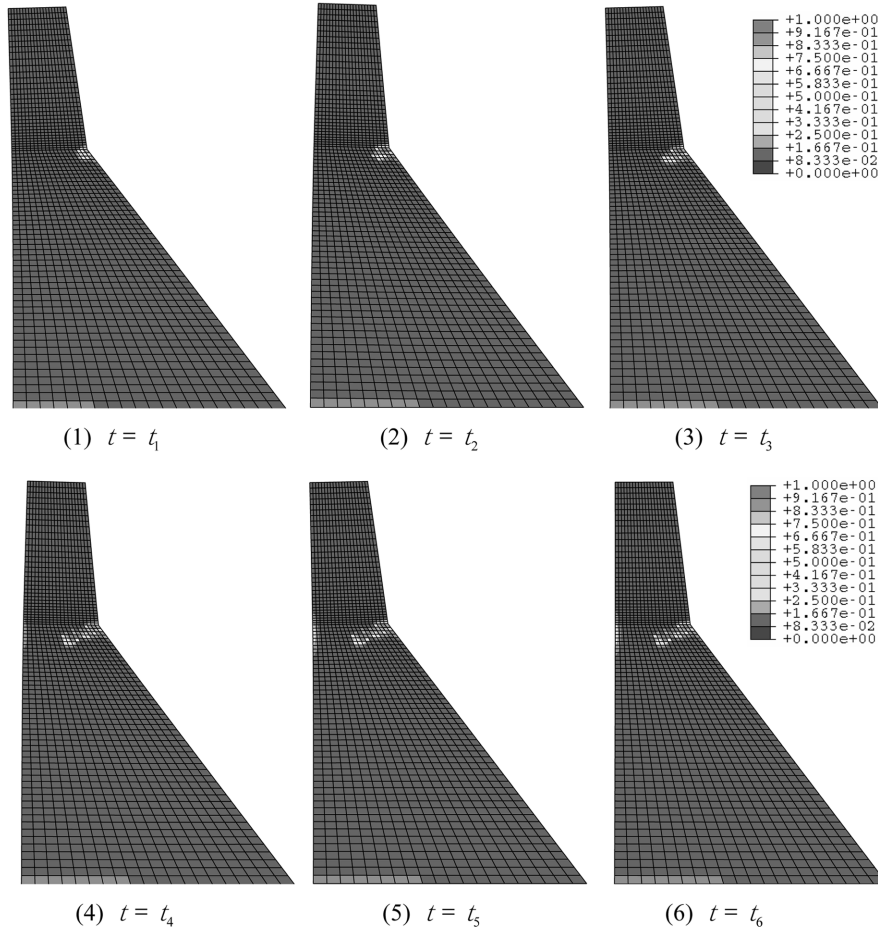 +1.000e+00
+9.167e-01
+8.333e-01
+7.500e-01
+6.667e-01
+5.833e-01
+5.000e-01
+4.167e-01
+3.333e-01
+2.500e-01
+1.667e-01
+8.333e-02
+0.000e+00
(1) t = t₁
(2) t = t₂
(3) t = t₃
+1.000e+00
+9.167e-01
+8.333e-01
+7.500e-01
+6.667e-01
+5.833e-01
+5.000e-01
+4.167e-01
+3.333e-01
+2.500e-01
+1.667e-01
+8.333e-02
+0.000e+00
(4) t = t₄
(5) t = t₅
(6) t = t₆